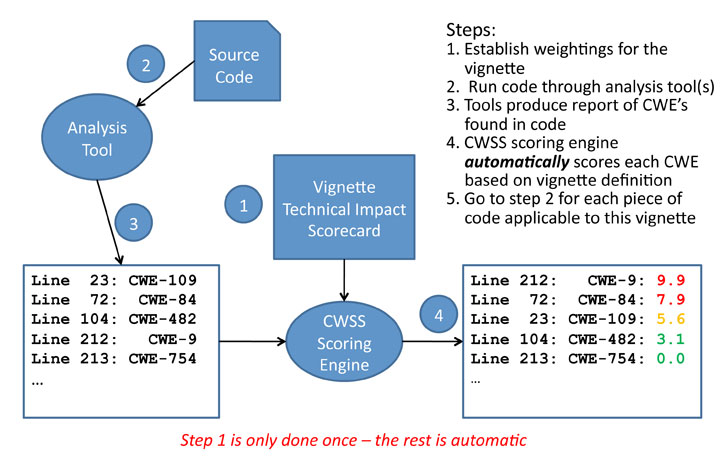 Steps:
1. Establish weightings for the
vignette
2. Run code through analysis tool(s)
3. Tools produce report of CWE's
found in code
4. CWSS scoring engine
automatically scores each CWE
based on vignette definition
5. Go to step 2 for each piece of
code applicable to this vignette
2
Source
Code
Analysis
Tool
1
Vignette
Technical Impact
Scorecard
3
Line 23: CWE-109
Line 72: CWE-84
Line 104: CWE-482
Line 212: CWE-9
Line 213: CWE-754
...
CWSS
Scoring
Engine
4
Line 212: CWE-9: 9.9
Line 72: CWE-84: 7.9
Line 23: CWE-109: 5.6
Line 104: CWE-482: 3.1
Line 213: CWE-754: 0.0
...
Step 1 is only done once – the rest is automatic